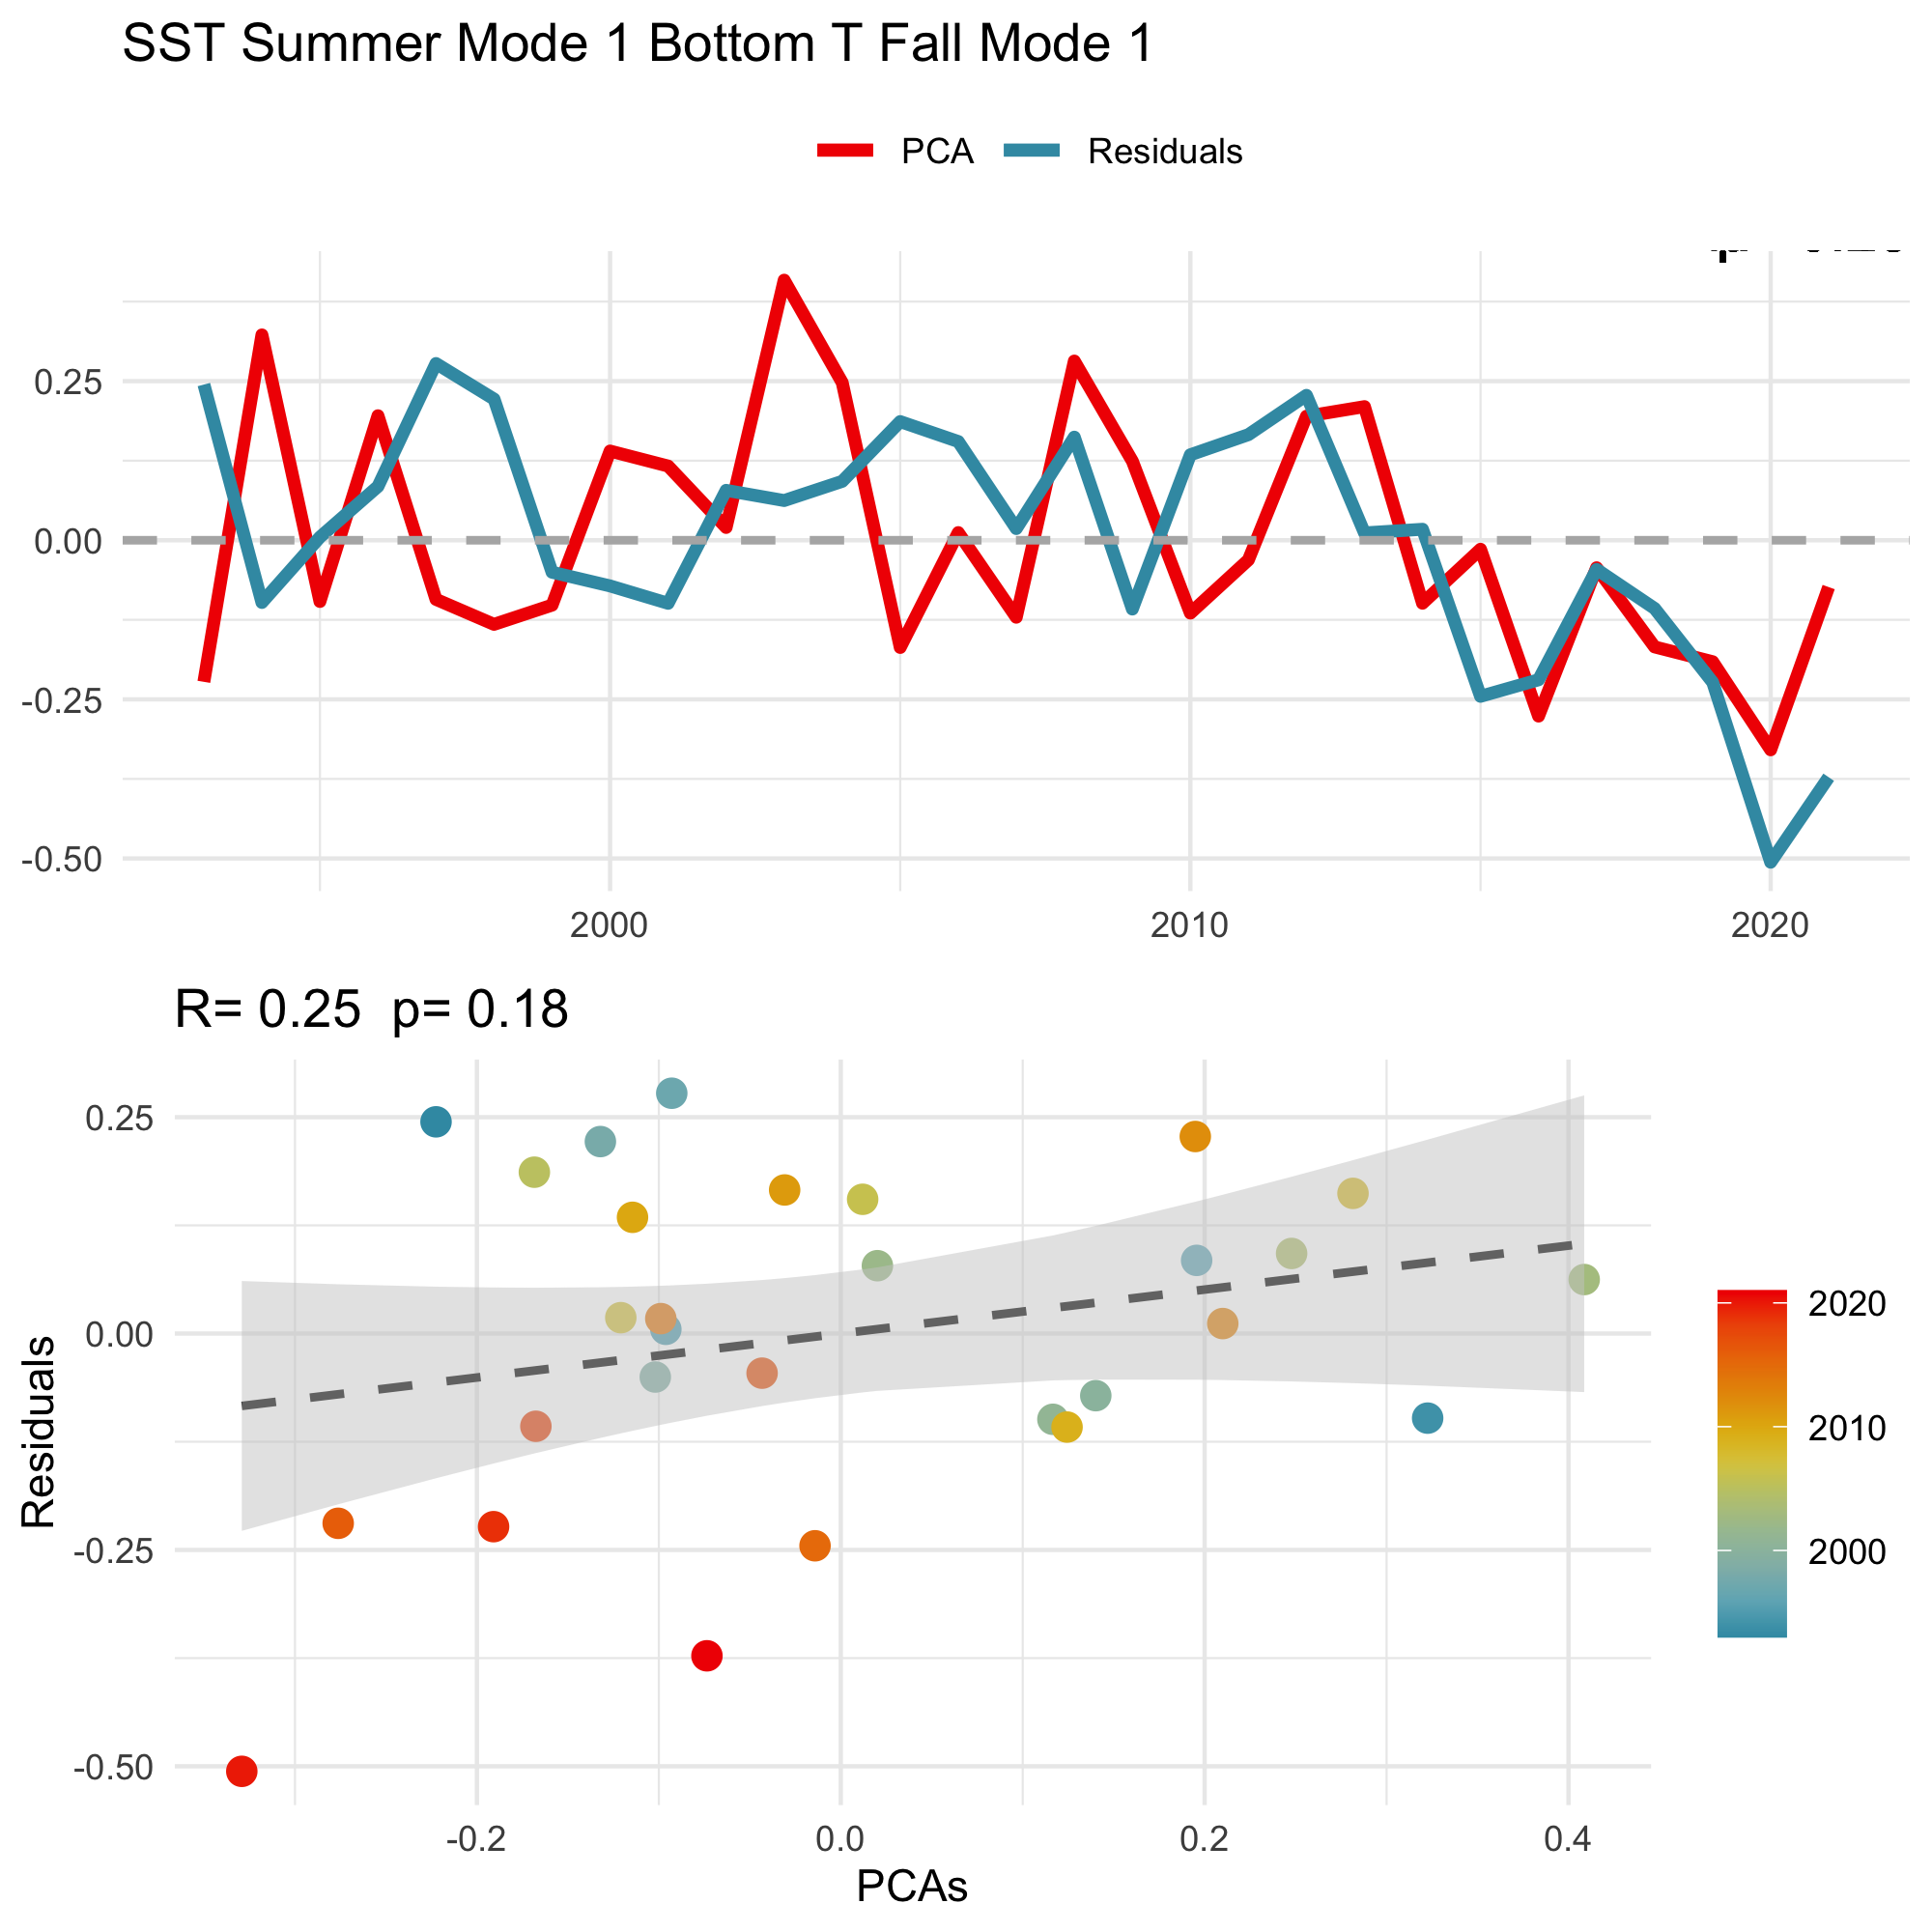 SST Summer Mode 1 Bottom T Fall Mode 1
PCA Residuals
0.25
0.00
-0.25
-0.50
2000 2010 2020
R= 0.25 p= 0.18
Residuals
0.25
0.00
-0.25
-0.50
-0.2 0.0 0.2 0.4
PCAs
2020
2010
2000